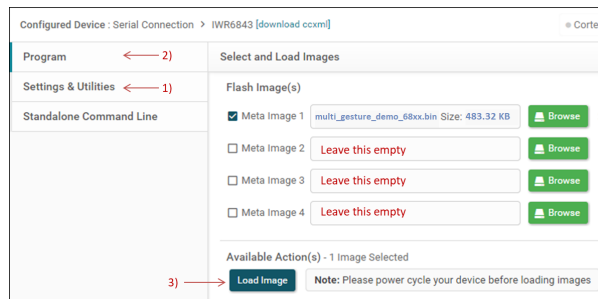 Configured Device : Serial Connection > IWR6843 [download ccxml]
Corte
Program
2)
Settings & Utilities
1)
Standalone Command Line
Select and Load Images
Flash Image(s)
Meta Image 1 multi_gesture_demo_68xx.bin Size: 483.32 KB Browse
Meta Image 2 Leave this empty Browse
Meta Image 3 Leave this empty Browse
Meta Image 4 Leave this empty Browse
Available Action(s) - 1 Image Selected
3) Load Image Note: Please power cycle your device before loading images